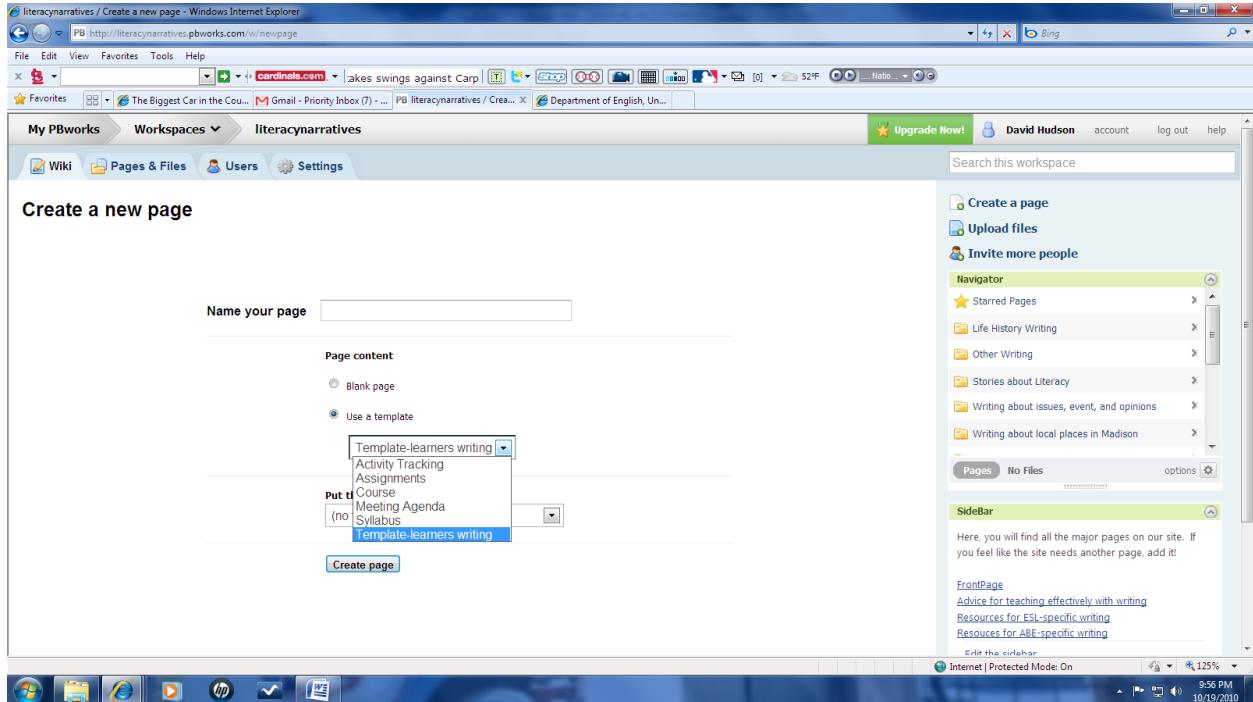 literacynarratives / Create a new page - Windows Internet Explorer
PB http://literacynarratives.pbworks.com/w/newpage
Bing
File Edit View Favorites Tools Help
cardinals.com akes swings against Carp [0] 52°F .... Natio...
Favorites The Biggest Car in the Cou... Gmail - Priority Inbox (7) - ... PB literacynarratives / Crea... X Department of English, Un...
My PBworks Workspaces literacynarratives Upgrade Now! David Hudson account log out help
Wiki Pages & Files Users Settings
Search this workspace
Create a new page
Create a page
Upload files
Invite more people
Navigator
Starred Pages
Life History Writing
Other Writing
Stories about Literacy
Writing about issues, event, and opinions
Writing about local places in Madison
Pages No Files options
Name your page
Page content
Blank page
Use a template
Template-learners writing
Activity Tracking
Assignments
Course
Meeting Agenda
Syllabus
Template-learners writing
Put t
(no
Create page
SideBar
Here, you will find all the major pages on our site. If
you feel like the site needs another page, add it!
FrontPage
Advice for teaching effectively with writing
Resources for ESL-specific writing
Resouces for ABE-specific writing
Edit the sidebar
Internet | Protected Mode: On 125%
9:56 PM
10/19/2010